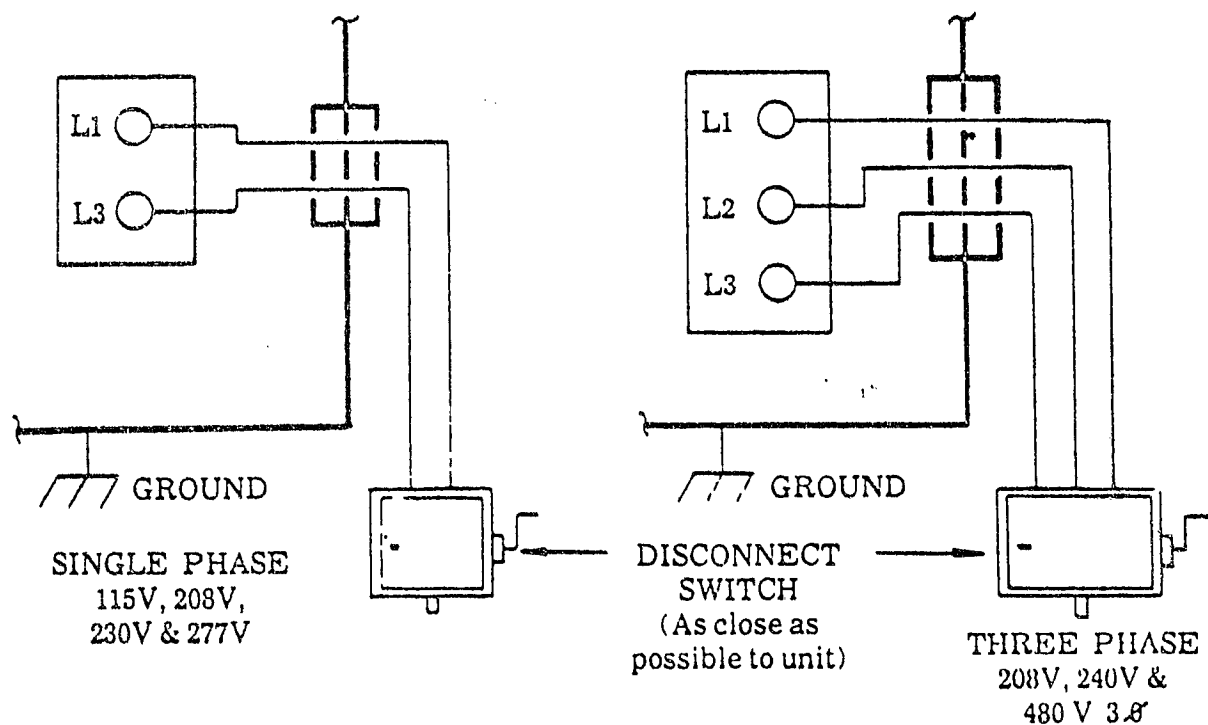 L1
L3
GROUND
SINGLE PHASE
115V, 208V,
230V & 277V
L1
L2
L3
GROUND
DISCONNECT
SWITCH
(As close as
possible to unit)
THREE PHASE
208V, 240V &
480 V 3ø